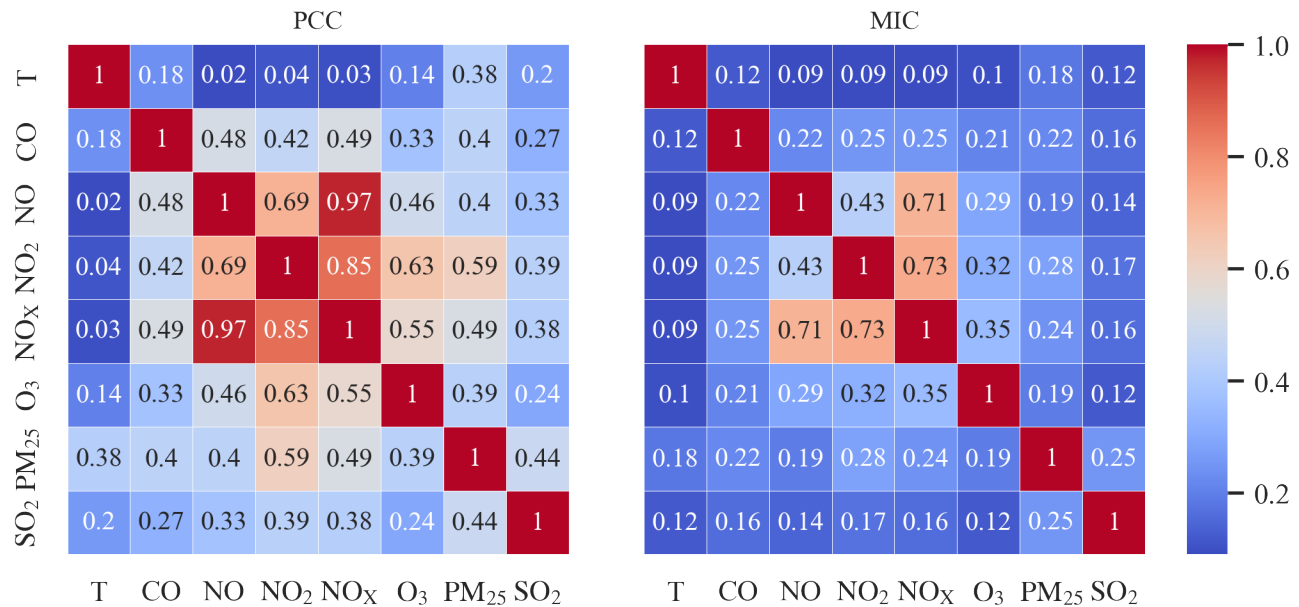 PCC MIC
T 1 0.18 0.02 0.04 0.03 0.14 0.38 0.2 1 0.12 0.09 0.09 0.09 0.1 0.18 0.12 1.0
CO 0.18 1 0.48 0.42 0.49 0.33 0.4 0.27 0.12 1 0.22 0.25 0.25 0.21 0.22 0.16 0.8
NO 0.02 0.48 1 0.69 0.97 0.46 0.4 0.33 0.09 0.22 1 0.43 0.71 0.29 0.19 0.14
NO₂ 0.04 0.42 0.69 1 0.85 0.63 0.59 0.39 0.09 0.25 0.43 1 0.73 0.32 0.28 0.17 0.6
NOₓ 0.03 0.49 0.97 0.85 1 0.55 0.49 0.38 0.09 0.25 0.71 0.73 1 0.35 0.24 0.16
O₃ 0.14 0.33 0.46 0.63 0.55 1 0.39 0.24 0.1 0.21 0.29 0.32 0.35 1 0.19 0.12 0.4
PM₂₅ 0.38 0.4 0.4 0.59 0.49 0.39 1 0.44 0.18 0.22 0.19 0.28 0.24 0.19 1 0.25
SO₂ 0.2 0.27 0.33 0.39 0.38 0.24 0.44 1 0.12 0.16 0.14 0.17 0.16 0.12 0.25 1 0.2
T CO NO NO₂ NOₓ O₃ PM₂₅ SO₂ T CO NO NO₂ NOₓ O₃ PM₂₅ SO₂